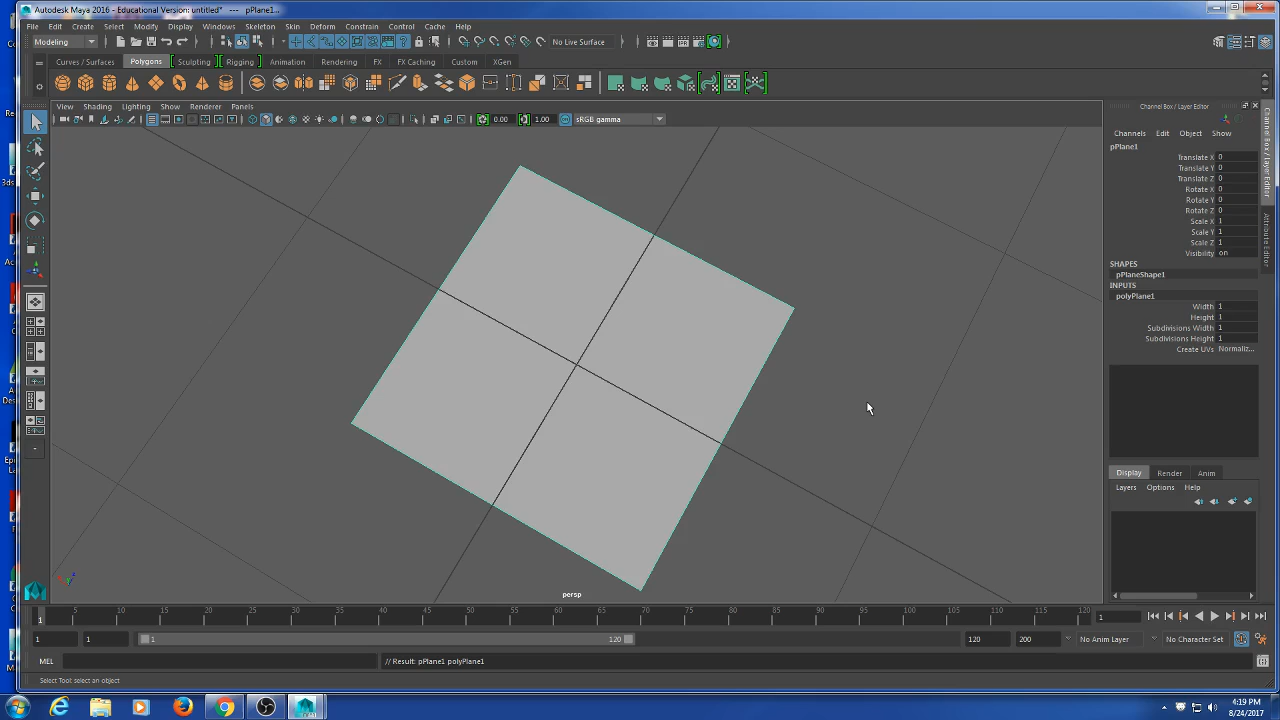 Autodesk Maya 2016 - Educational Version: untitled* --- pPlane1...
File Edit Create Select Modify Display Windows Skeleton Skin Deform Constrain Control Cache Help
Modeling No Live Surface
Curves / Surfaces Polygons Sculpting Rigging Animation Rendering FX FX Caching Custom XGen
View Shading Lighting Show Renderer Panels
0.00 1.00 sRGB gamma
Channel Box / Layer Editor
Channels Edit Object Show
pPlane1
Translate X 0
Translate Y 0
Translate Z 0
Rotate X 0
Rotate Y 0
Rotate Z 0
Scale X 1
Scale Y 1
Scale Z 1
Visibility on
SHAPES
pPlaneShape1
INPUTS
polyPlane1
Width 1
Height 1
Subdivisions Width 1
Subdivisions Height 1
Create UVs Normaliz...
Channel Box / Layer Editor
Attribute Editor
Display Render Anim
Layers Options Help
persp
5 10 15 20 25 30 35 40 45 50 55 60 65 70 75 80 85 90 95 100 105 110 115 120
1 1
1 1 1 120 120 200 No Anim Layer No Character Set
MEL // Result: pPlane1 polyPlane1
Select Tool: select an object
4:19 PM
8/24/2017